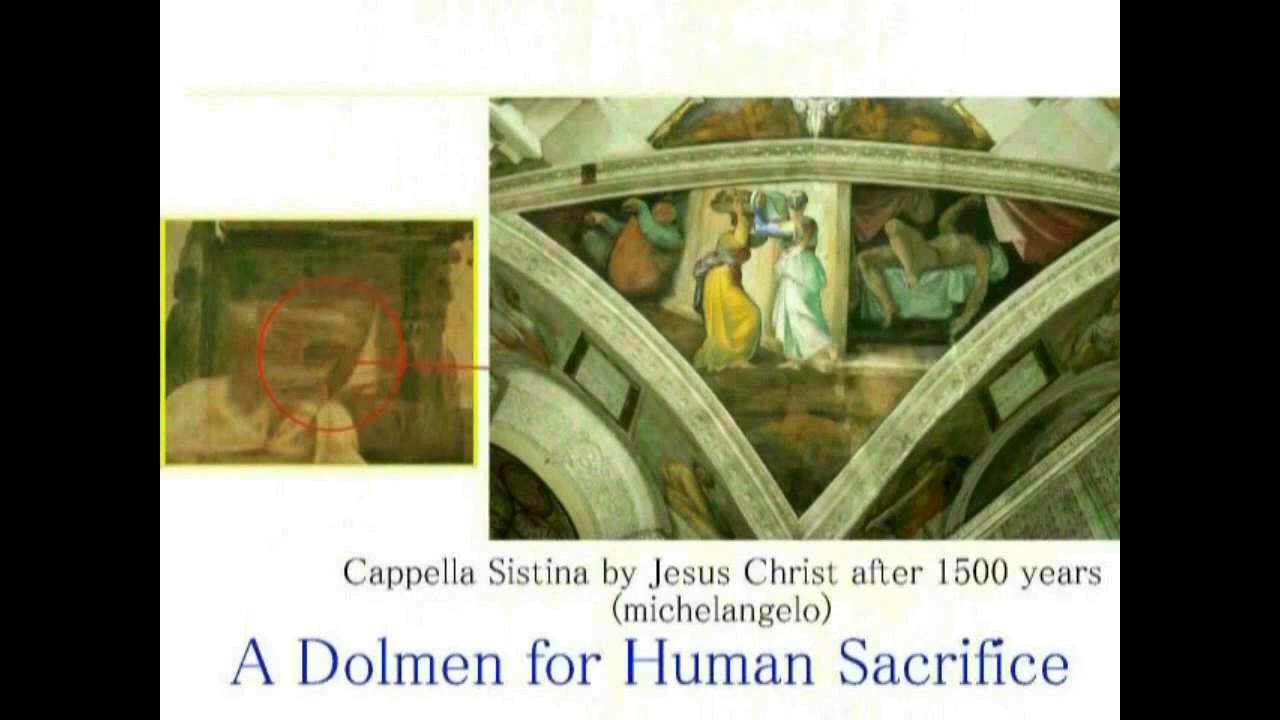 Cappella Sistina by Jesus Christ after 1500 years
(michelangelo)
A Dolmen for Human Sacrifice